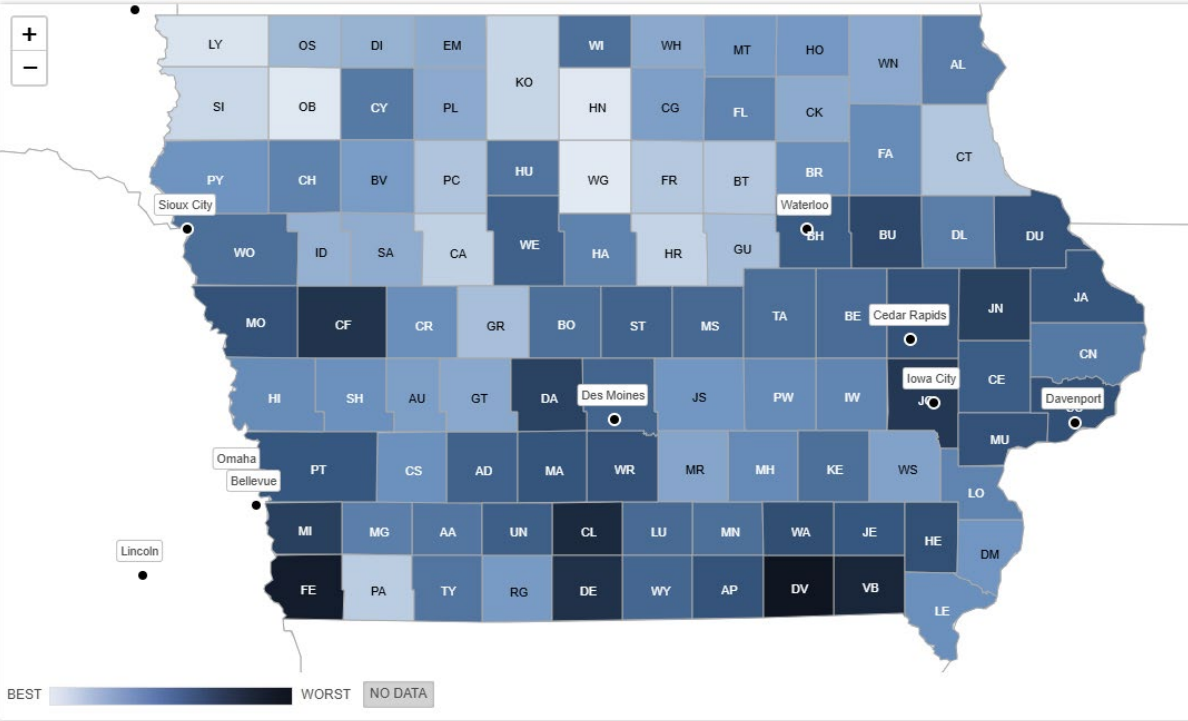 +
−
LY OS DI EM KO WI WH MT HO WN AL
SI OB CY PL HN CG FL CK
PY CH BV PC HU WG FR BT BR FA CT
Sioux City Waterloo
WO ID SA CA WE HA HR GU BH BU DL DU
MO CF CR GR BO ST MS TA BE JN JA
Cedar Rapids
CN
HI SH AU GT DA JS PW IW CE
Des Moines Iowa City Davenport
MU
Omaha
PT CS AD MA WR MR MH KE WS
Bellevue
LO
MI MG AA UN CL LU MN WA JE HE
Lincoln
DM
FE PA TY RG DE WY AP DV VB
LE
BEST WORST NO DATA